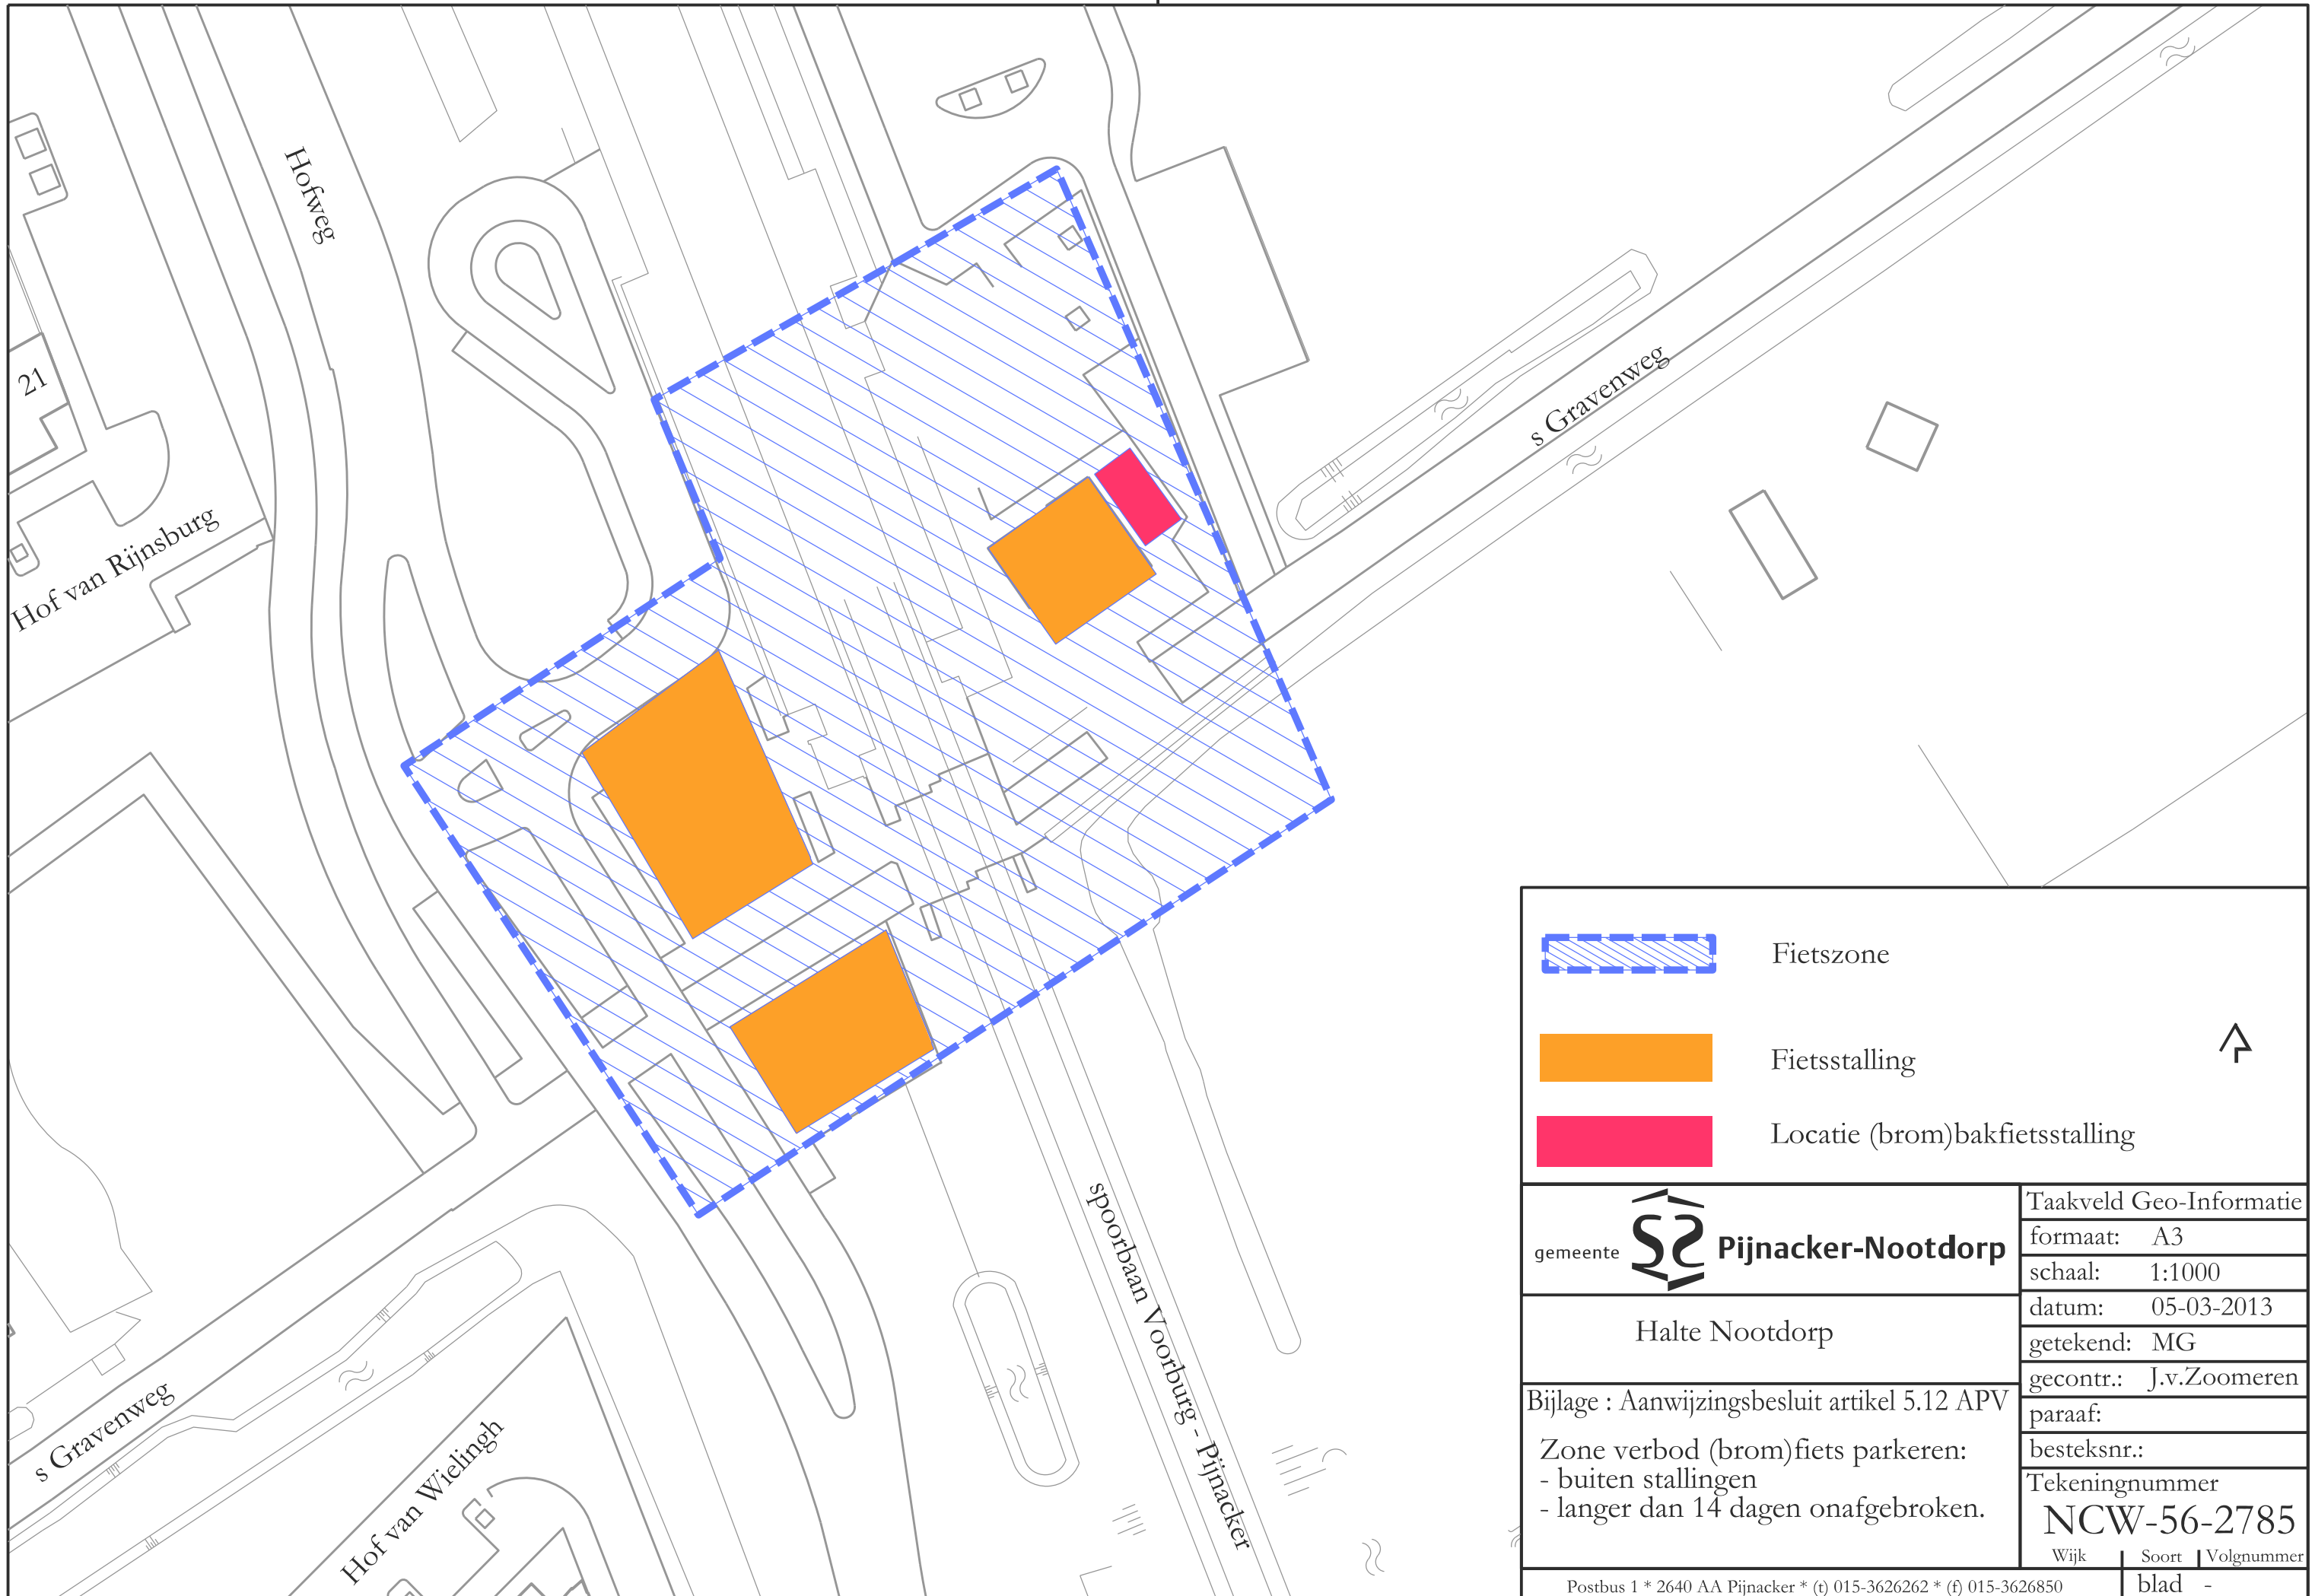 Hofweg
21
Hof van Rijnsburg
s Gravenweg
s Gravenweg
Hof van Wielingh
spoorbaan Voorburg - Pijnacker
Fietszone
Fietsstalling
Locatie (brom)bakfietsstalling
gemeente Pijnacker-Nootdorp
Halte Nootdorp
Bijlage : Aanwijzingsbesluit artikel 5.12 APV
Zone verbod (brom)fiets parkeren:
- buiten stallingen
- langer dan 14 dagen onafgebroken.
Taakveld Geo-Informatie
formaat: A3
schaal: 1:1000
datum: 05-03-2013
getekend: MG
gecontr.: J.v.Zoomeren
paraaf:
besteksnr.:
Tekeningnummer
NCW-56-2785
Wijk Soort Volgnummer
Postbus 1 * 2640 AA Pijnacker * (t) 015-3626262 * (f) 015-3626850
blad -